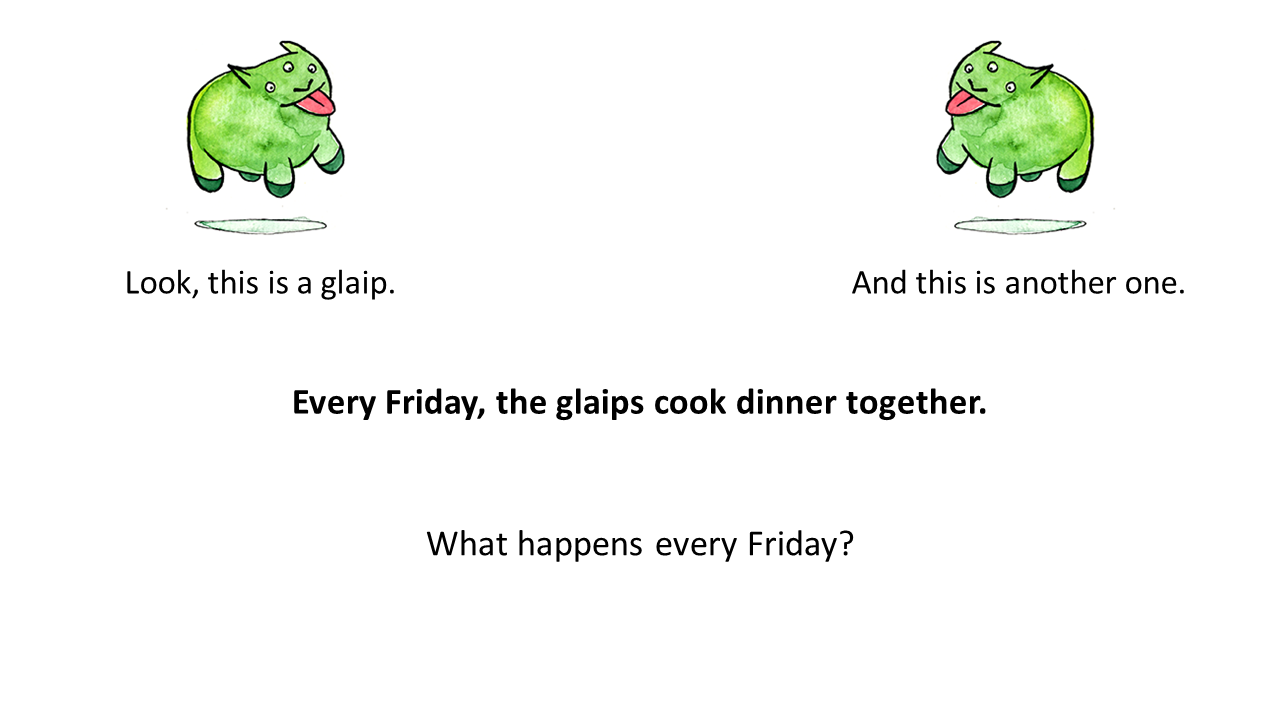 Look, this is a glaip.
And this is another one.
Every Friday, the glaips cook dinner together.
What happens every Friday?